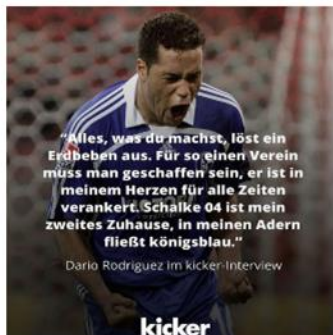 “Alles, was du machst, löst ein
Erdbeben aus. Für so einen Verein
muss man geschaffen sein, er ist in
meinem Herzen für alle Zeiten
verankert. Schalke 04 ist mein
zweites Zuhause, in meinen Adern
fließt königsblau.”
Dario Rodriguez im kicker-Interview
kicker